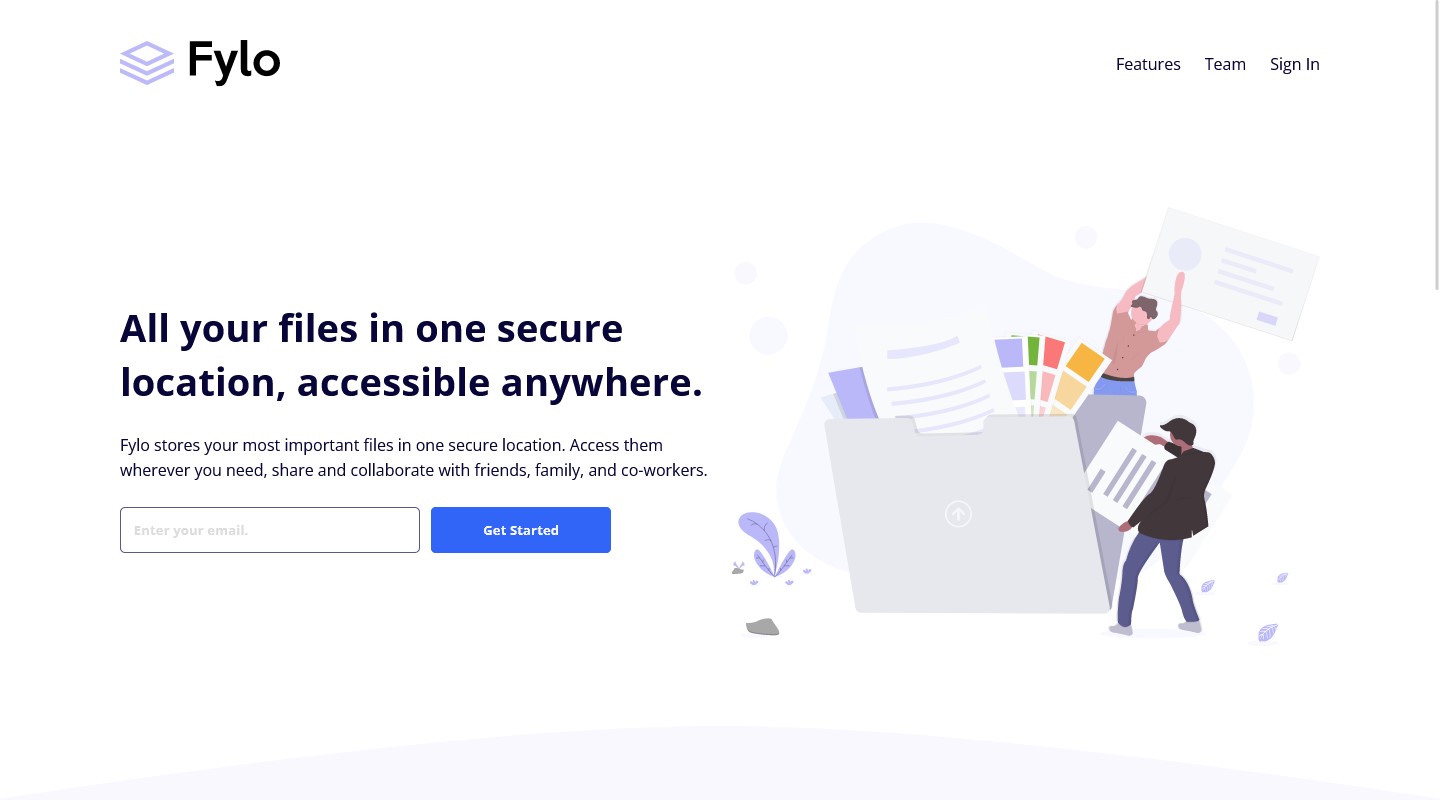 Fylo
Features
Team
Sign In
All your files in one secure
location, accessible anywhere.
Fylo stores your most important files in one secure location. Access them
wherever you need, share and collaborate with friends, family, and co-workers.
Enter your email.
Get Started